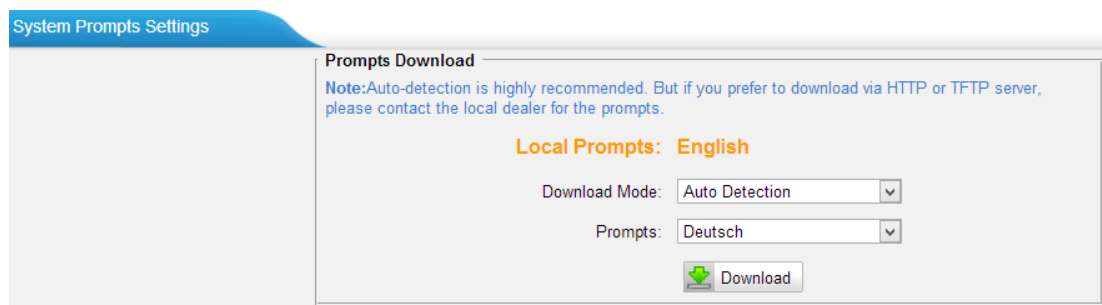 System Prompts Settings
Prompts Download
Note:Auto-detection is highly recommended. But if you prefer to download via HTTP or TFTP server,
please contact the local dealer for the prompts.
Local Prompts: English
Download Mode: Auto Detection
Prompts: Deutsch
Download